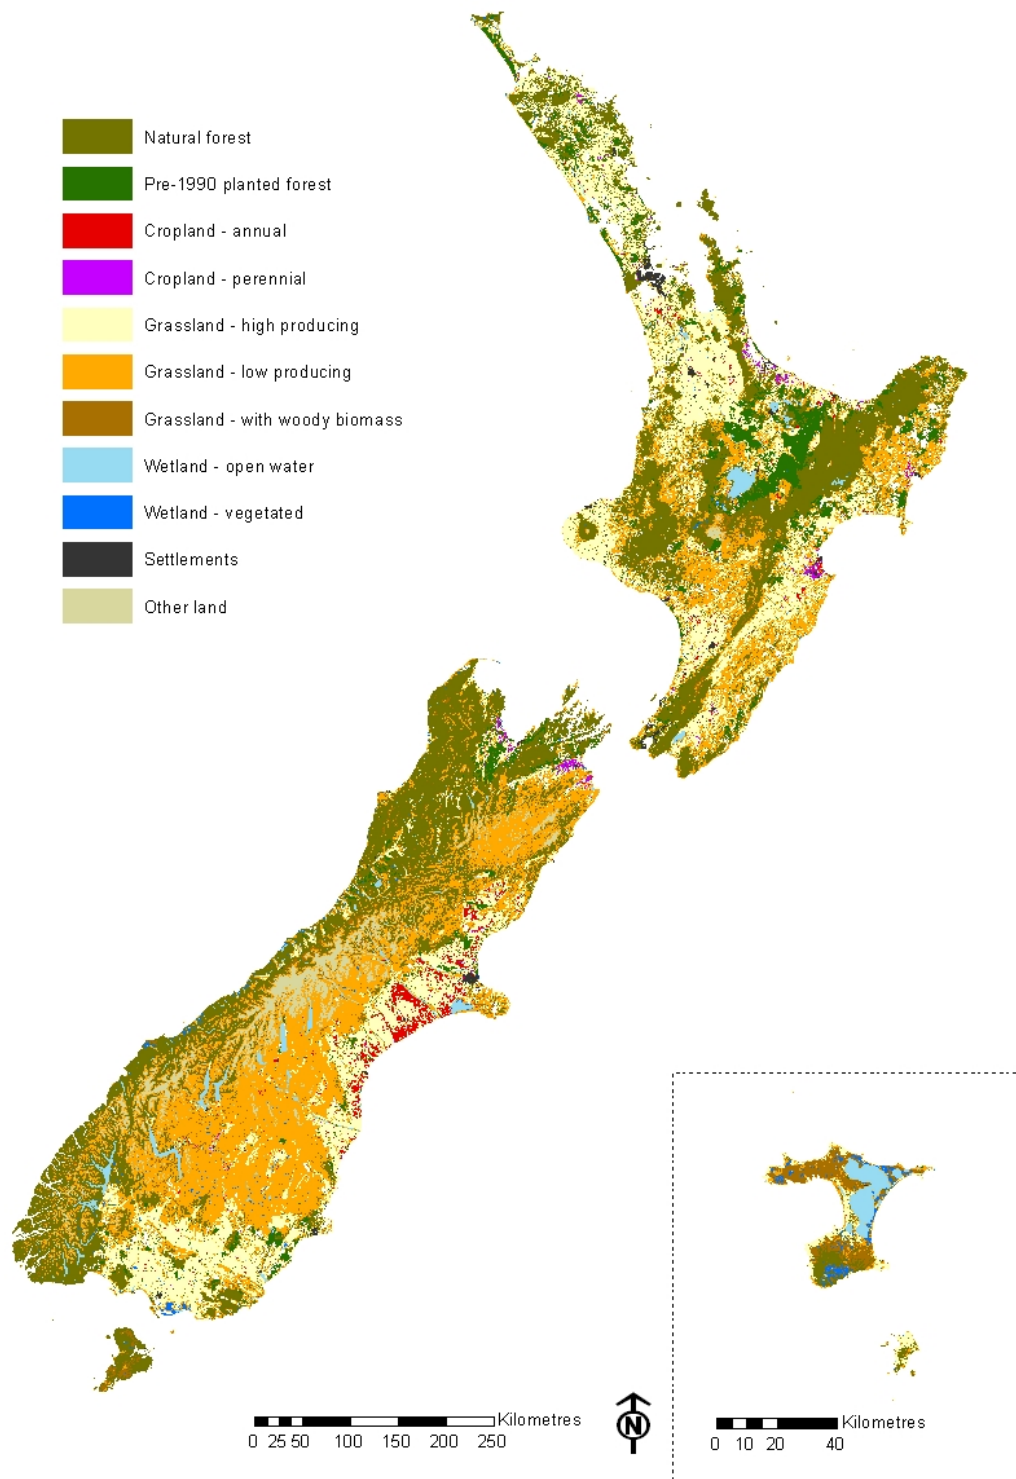 Natural forest
Pre-1990 planted forest
Cropland - annual
Cropland - perennial
Grassland - high producing
Grassland - low producing
Grassland - with woody biomass
Wetland - open water
Wetland - vegetated
Settlements
Other land
Kilometres
0 25 50 100 150 200 250
N
Kilometres
0 10 20 40